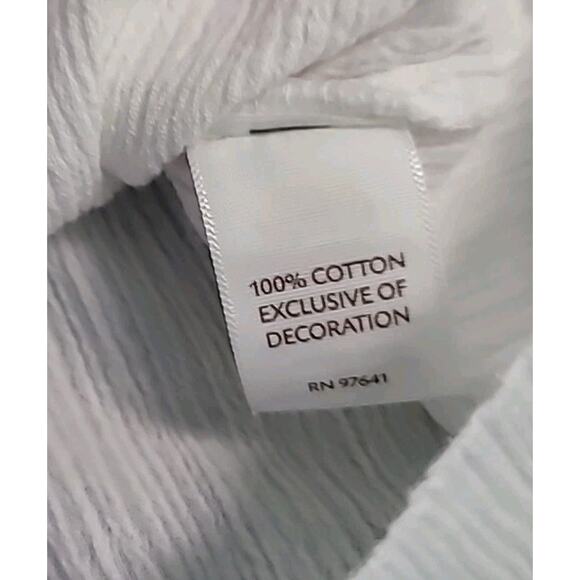 100% COTTON
EXCLUSIVE OF
DECORATION
RN 97641